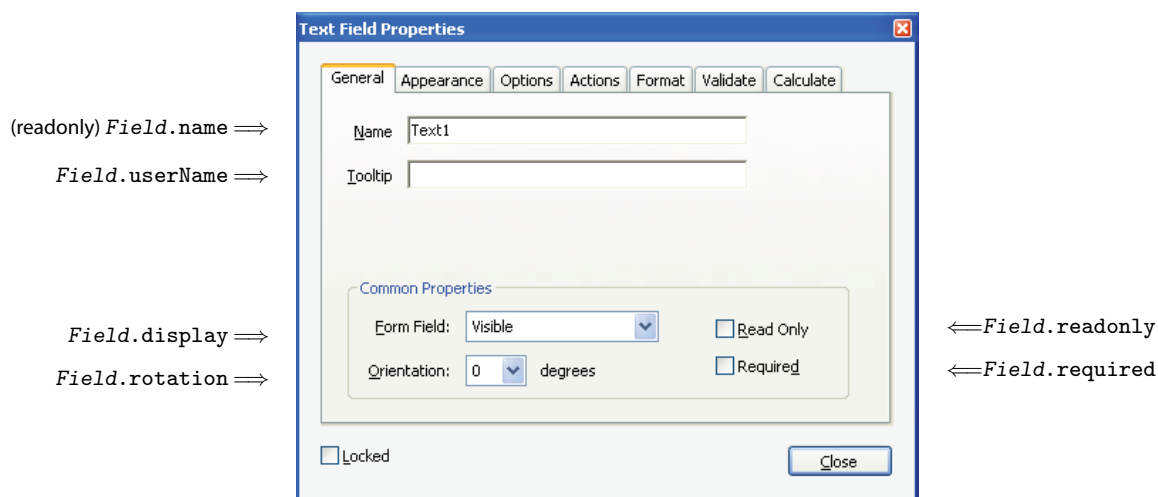 Text Field Properties
General Appearance Options Actions Format Validate Calculate
(readonly) Field.name⟹ Name Text1
Field.userName⟹ Tooltip
Common Properties
Field.display⟹ Form Field: Visible Read Only ⟸Field.readonly
Field.rotation⟹ Orientation: 0 degrees Required ⟸Field.required
Locked Close